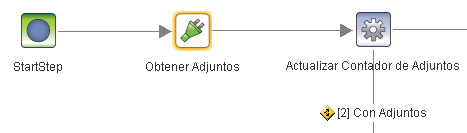 StartStep
Obtener Adjuntos
Actualizar Contador de Adjuntos
[2] Con Adjuntos